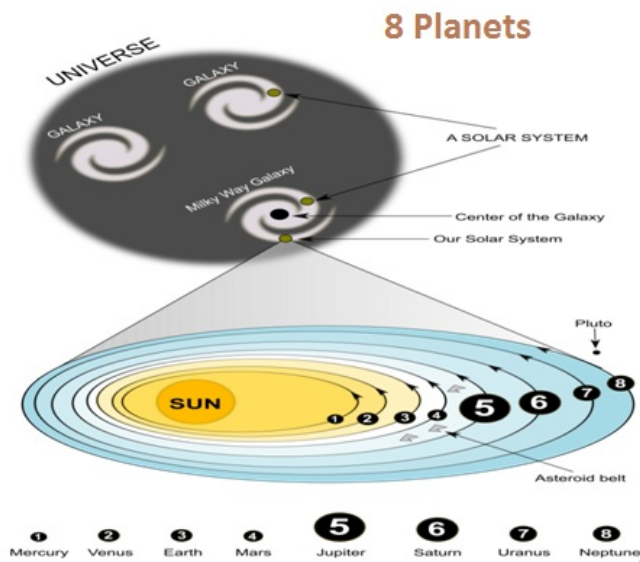 8 Planets
UNIVERSE
GALAXY
GALAXY
A SOLAR SYSTEM
Milky Way Galaxy
Center of the Galaxy
Our Solar System
Pluto
SUN
1
2
3
4
5
6
7
8
Asteroid belt
1 2 3 4 5 6 7 8
Mercury Venus Earth Mars Jupiter Saturn Uranus Neptune